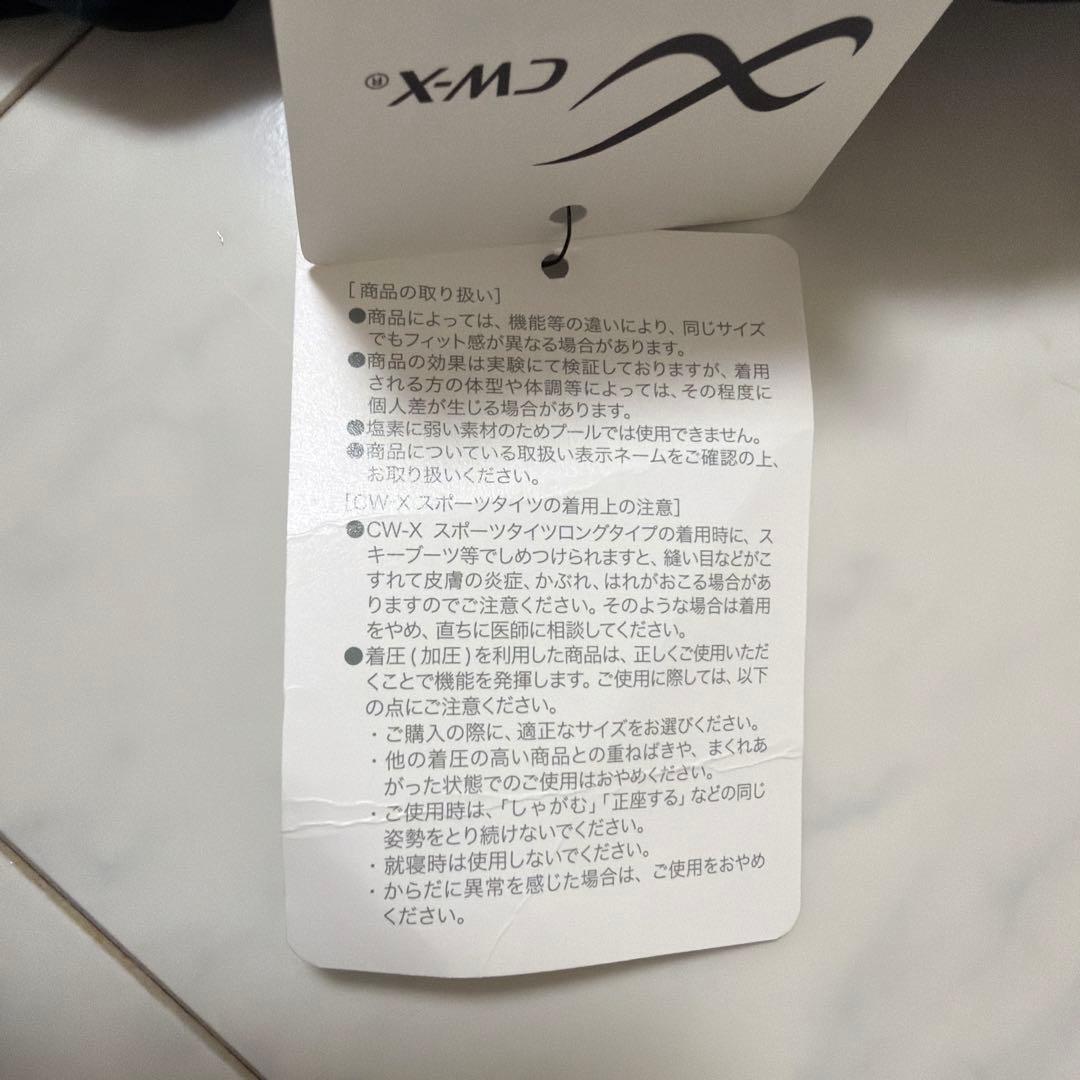 CW-X®
[商品の取り扱い]
●商品によっては、機能等の違いにより、同じサイズ
でもフィット感が異なる場合があります。
●商品の効果は実験にて検証しておりますが、着用
される方の体型や体調等によっては、その程度に
個人差が生じる場合があります。
●塩素に弱い素材のためプールでは使用できません。
●商品についている取扱い表示ネームをご確認の上、
お取り扱いください。
[CW-X スポーツタイツの着用上の注意]
●CW-X スポーツタイツロングタイプの着用時に、ス
キーブーツ等でしめつけられますと、縫い目などがこ
すれて皮膚の炎症、かぶれ、はれがおこる場合があ
りますのでご注意ください。そのような場合は着用
をやめ、直ちに医師に相談してください。
●着圧(加圧)を利用した商品は、正しくご使用いただ
くことで機能を発揮します。ご使用に際しては、以下
の点にご注意ください。
・ご購入の際に、適正なサイズをお選びください。
・他の着圧の高い商品との重ねばきや、まくれあ
がった状態でのご使用はおやめください。
・ご使用時は、「しゃがむ」「正座する」などの同じ
姿勢をとり続けないでください。
・就寝時は使用しないでください。
・からだに異常を感じた場合は、ご使用をおやめ
ください。